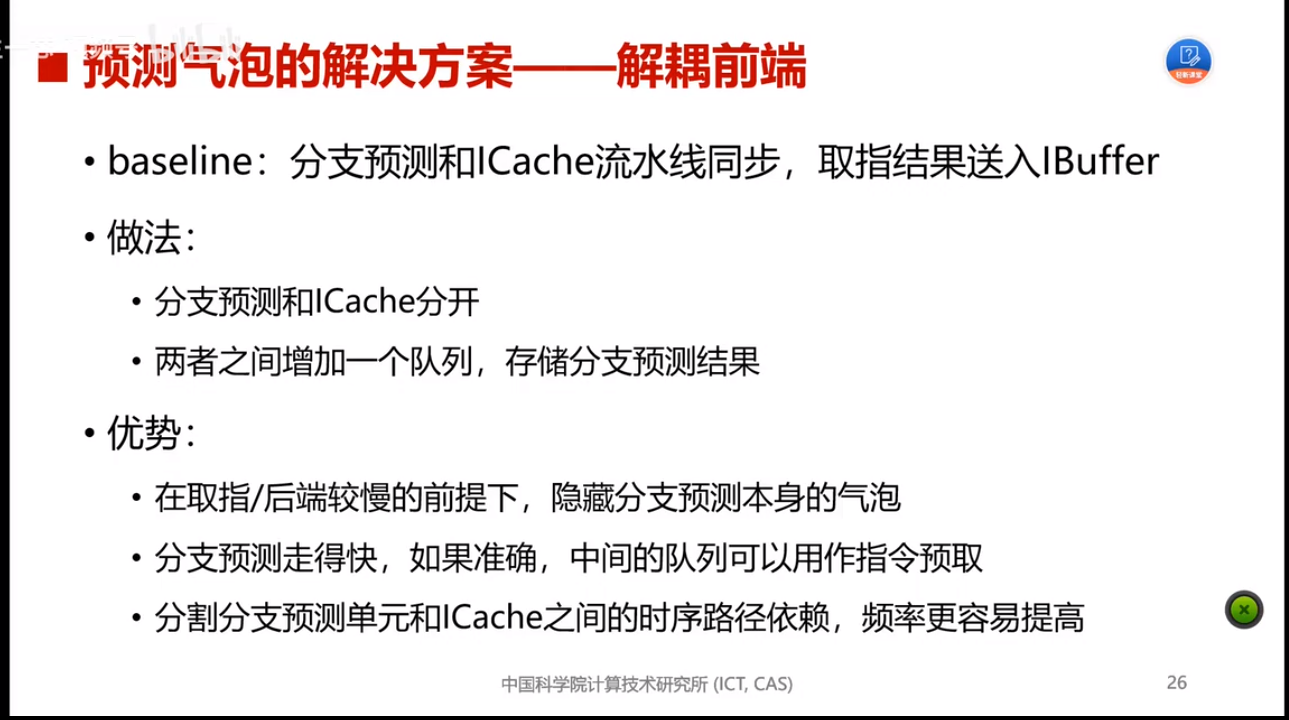 预测气泡的解决方案——解耦前端
轻新课堂
• baseline：分支预测和ICache流水线同步，取指结果送入IBuffer
• 做法：
• 分支预测和ICache分开
• 两者之间增加一个队列，存储分支预测结果
• 优势：
• 在取指/后端较慢的前提下，隐藏分支预测本身的气泡
• 分支预测走得快，如果准确，中间的队列可以用作指令预取
• 分割分支预测单元和ICache之间的时序路径依赖，频率更容易提高
中国科学院计算技术研究所 (ICT, CAS)
26